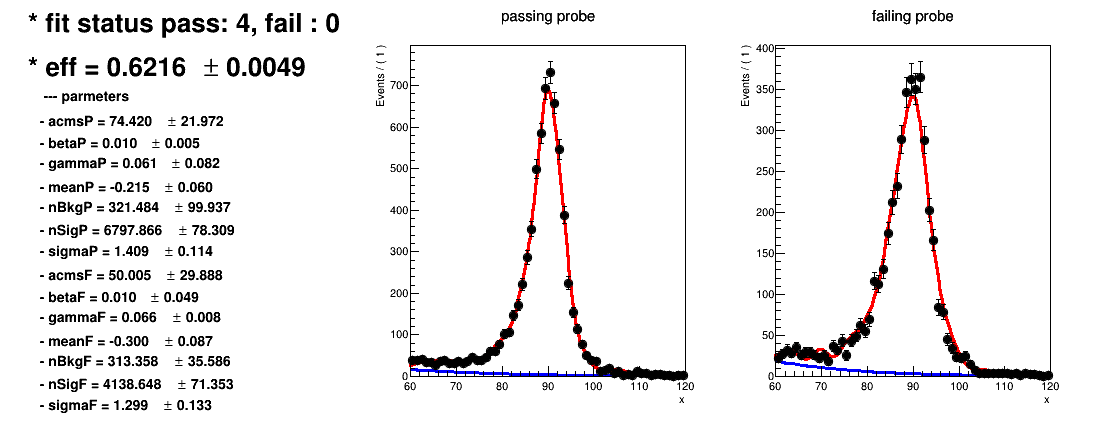 * fit status pass: 4, fail : 0
* eff = 0.6216 ± 0.0049
--- parmeters
- acmsP = 74.420 ± 21.972
- betaP = 0.010 ± 0.005
- gammaP = 0.061 ± 0.082
- meanP = -0.215 ± 0.060
- nBkgP = 321.484 ± 99.937
- nSigP = 6797.866 ± 78.309
- sigmaP = 1.409 ± 0.114
- acmsF = 50.005 ± 29.888
- betaF = 0.010 ± 0.049
- gammaF = 0.066 ± 0.008
- meanF = -0.300 ± 0.087
- nBkgF = 313.358 ± 35.586
- nSigF = 4138.648 ± 71.353
- sigmaF = 1.299 ± 0.133
passing probe
Events / ( 1 )
700
600
500
400
300
200
100
0
60 70 80 90 100 110 120
x
failing probe
Events / ( 1 )
400
350
300
250
200
150
100
50
0
60 70 80 90 100 110 120
x